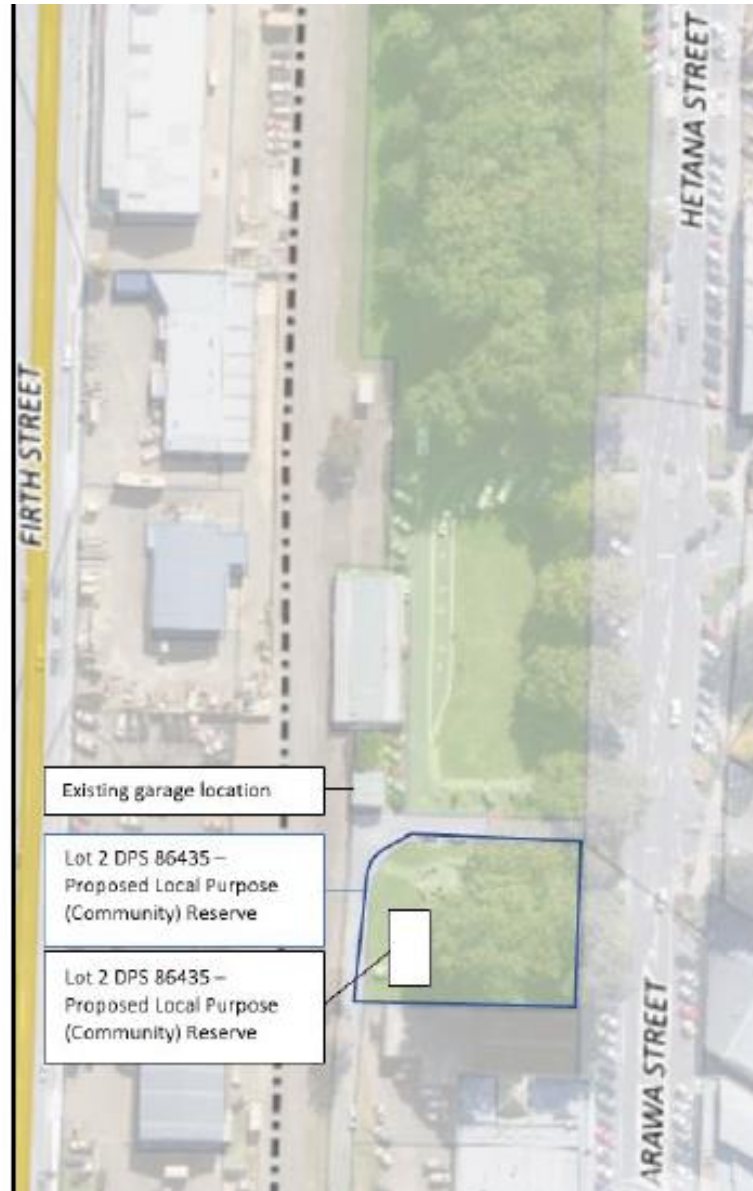 HETANA STREET
FIRTH STREET
Existing garage location
Lot 2 DPS 86435 –
Proposed Local Purpose
(Community) Reserve
Lot 2 DPS 86435 –
Proposed Local Purpose
(Community) Reserve
ARAWA STREET